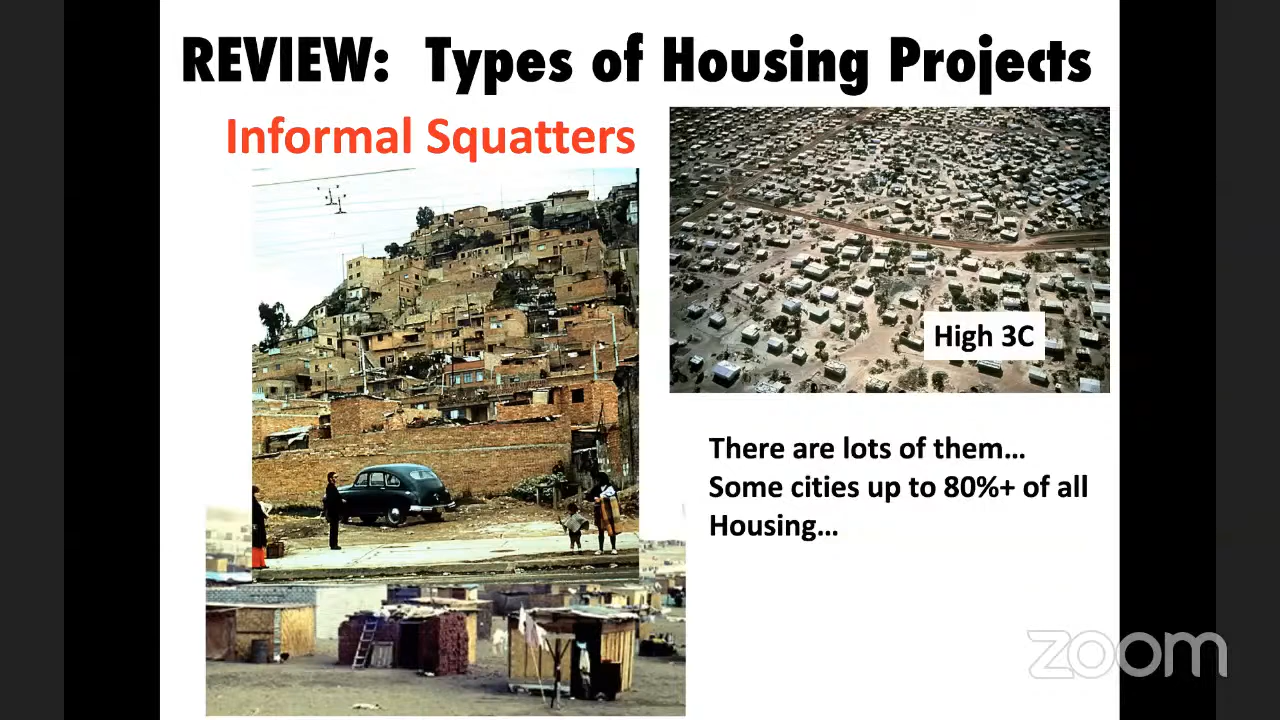 REVIEW: Types of Housing Projects
Informal Squatters
High 3C
There are lots of them...
Some cities up to 80%+ of all
Housing...
zoom